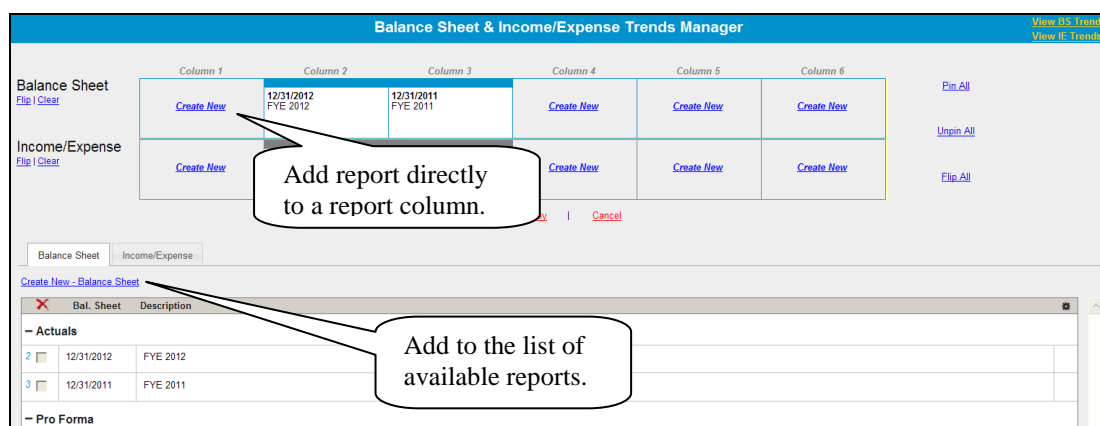 Balance Sheet & Income/Expense Trends Manager
View BS Trend
View IE Trends
Column 1 Column 2 Column 3 Column 4 Column 5 Column 6
Balance Sheet
Flip | Clear
Create New
12/31/2012
FYE 2012
12/31/2011
FYE 2011
Create New Create New Create New
Pin All
Unpin All
Income/Expense
Flip | Clear
Create New
Create New Create New Create New
Flip All
Add report directly
to a report column.
| Cancel
Balance Sheet Income/Expense
Create New - Balance Sheet
Bal. Sheet Description
− Actuals
2 12/31/2012 FYE 2012
3 12/31/2011 FYE 2011
Add to the list of
available reports.
− Pro Forma